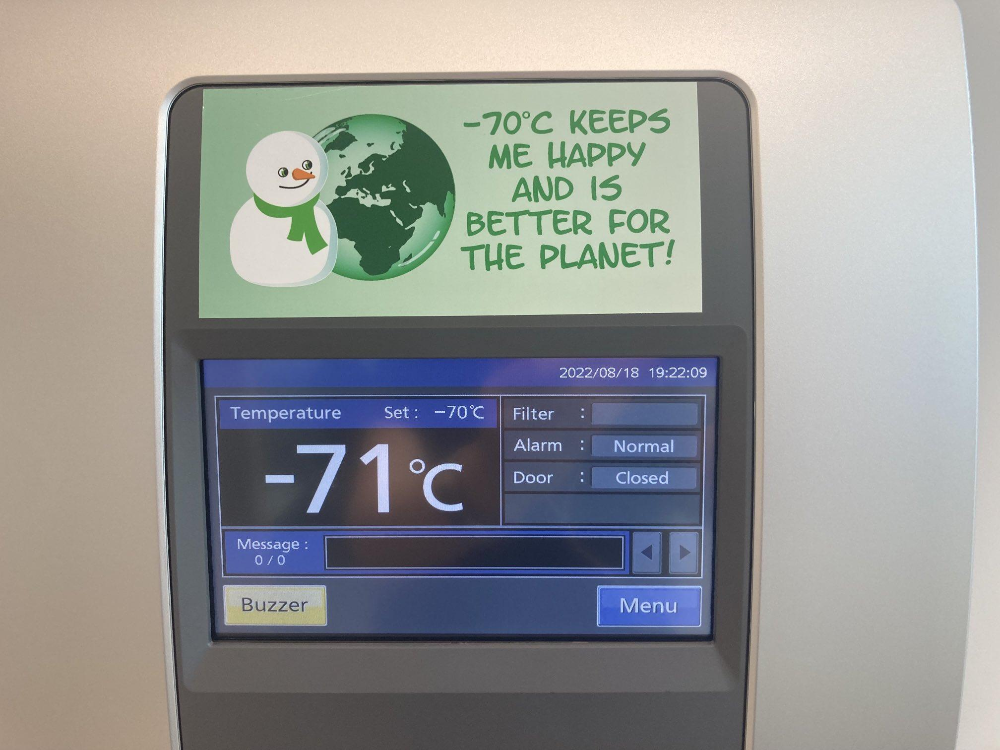 -70°C KEEPS
ME HAPPY
AND IS
BETTER FOR
THE PLANET!
2022/08/18 19:22:09
Temperature Set : -70℃
-71℃
Filter :
Alarm : Normal
Door : Closed
Message :
0 / 0
Buzzer
Menu